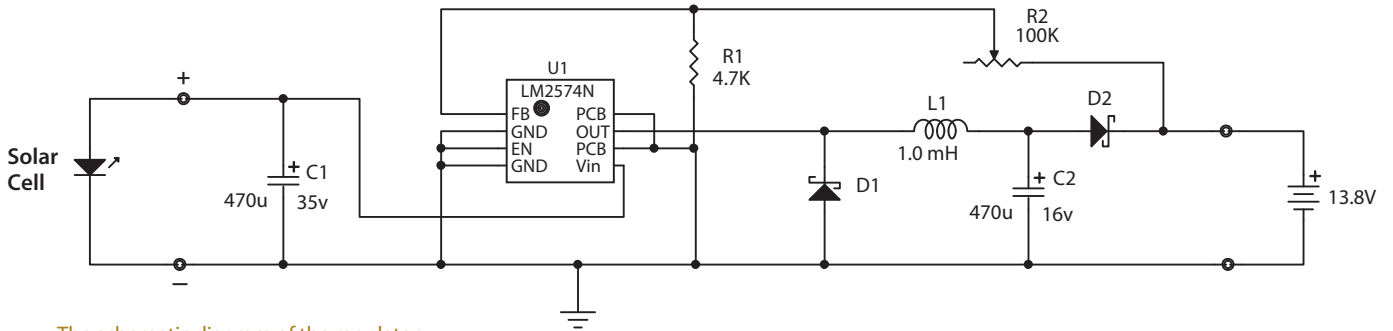 R2
100K
R1
4.7K
U1
LM2574N
FB PCB
GND OUT
EN PCB
GND Vin
+
Solar
Cell
+ C1
470u 35v
−
L1
1.0 mH
D2
D1
+ C2
470u 16v
+
13.8V